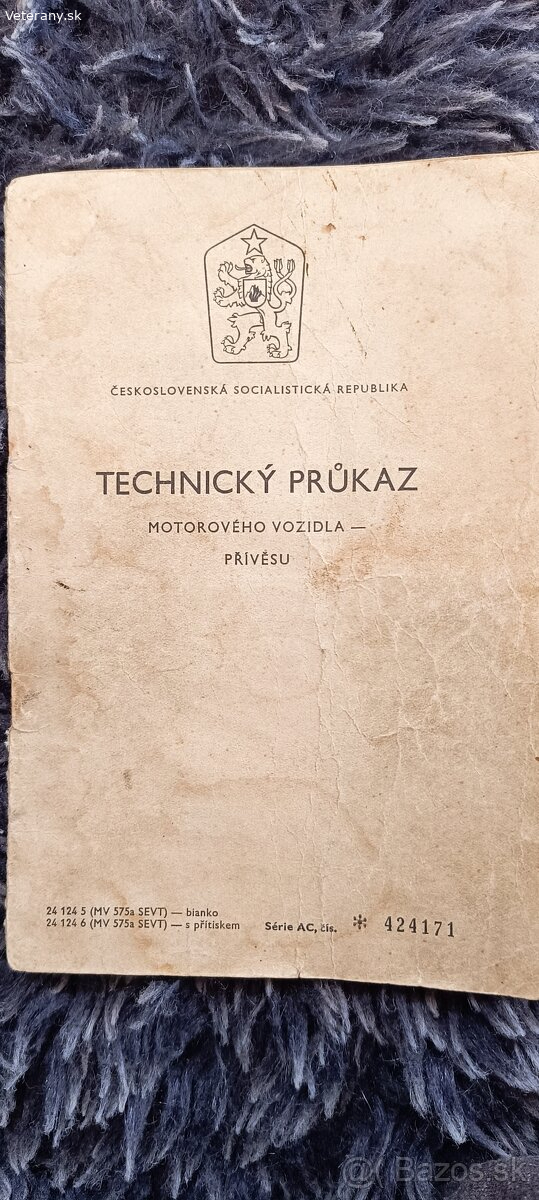 Veterany.sk
ČESKOSLOVENSKÁ SOCIALISTICKÁ REPUBLIKA
TECHNICKÝ PRŮKAZ
MOTOROVÉHO VOZIDLA —
PŘÍVĚSU
24 124 5 (MV 575a SEVT) — bianko
24 124 6 (MV 575a SEVT) — s přítiskem Série AC, čís. * 424171
@ Bazos.sk